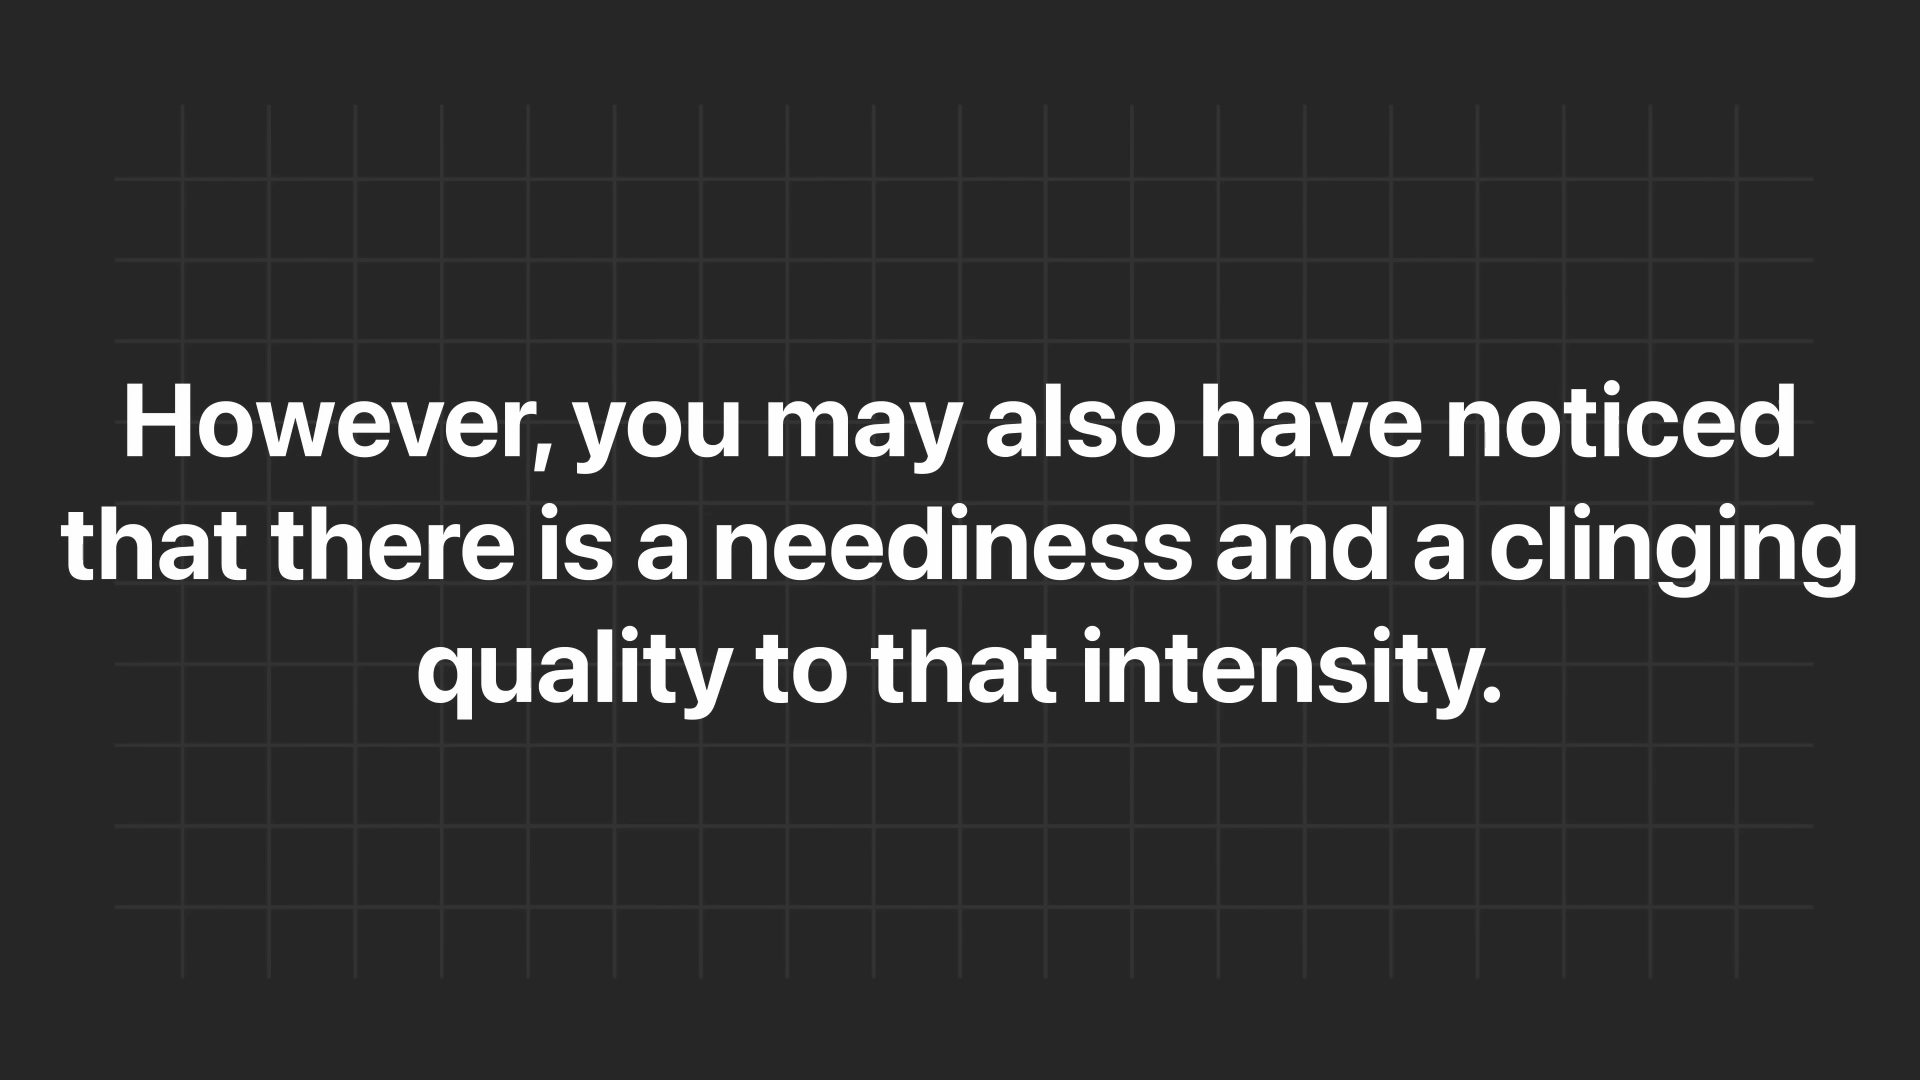 However, you may also have noticed
that there is a neediness and a clinging
quality to that intensity.